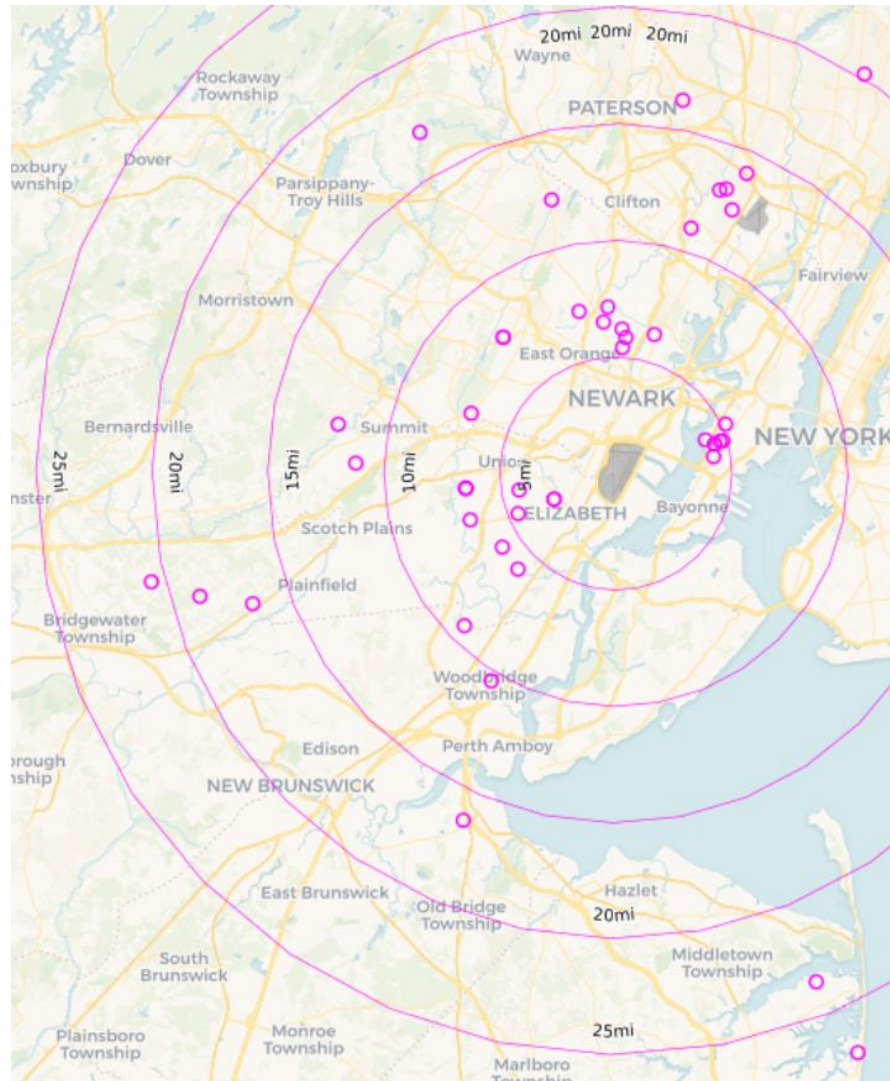 20mi 20mi 20mi
Wayne
Rockaway
Township
PATERSON
oxbury
ownship
Dover
Parsippany-
Troy Hills
Clifton
Fairview
Morristown
East Orange
NEWARK
Bernardsville
Summit
NEW YORK
25mi
20mi
15mi
10mi
5mi
Union
nster
ELIZABETH
Bayonne
Scotch Plains
Plainfield
Bridgewater
Township
Woodbridge
Township
Edison
Perth Amboy
orough
nship
NEW BRUNSWICK
East Brunswick
Hazlet
Old Bridge
Township
20mi
South
Brunswick
Middletown
Township
25mi
Plainsboro
Township
Monroe
Township
Marlboro
Township